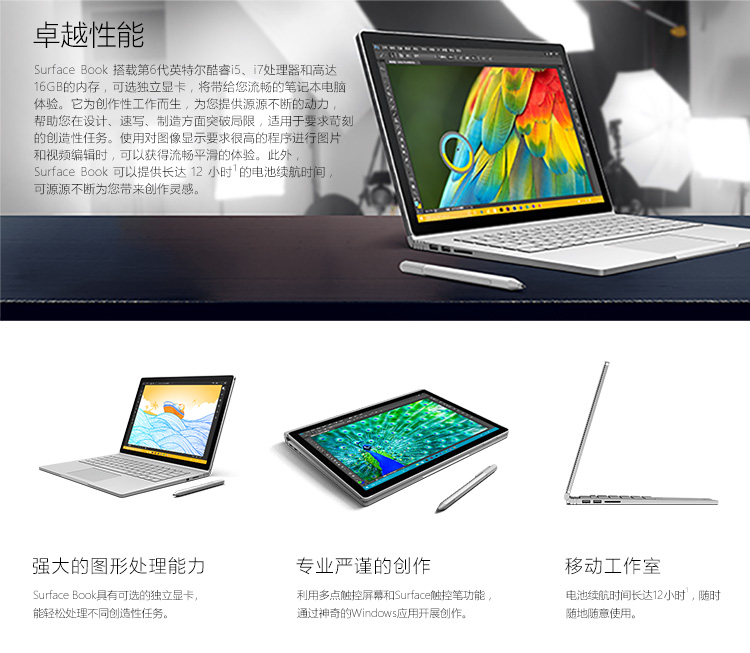 卓越性能
Surface Book 搭载第6代英特尔酷睿i5、i7处理器和高达
16GB的内存，可选独立显卡，将带给您流畅的笔记本电脑
体验。它为创作性工作而生，为您提供源源不断的动力，
帮助您在设计、速写、制造方面突破局限，适用于要求苛刻
的创造性任务。使用对图像显示要求很高的程序进行图片
和视频编辑时，可以获得流畅平滑的体验。此外，
Surface Book 可以提供长达 12 小时1的电池续航时间，
可源源不断为您带来创作灵感。
强大的图形处理能力
Surface Book具有可选的独立显卡，
能轻松处理不同创造性任务。
专业严谨的创作
利用多点触控屏幕和Surface触控笔功能，
通过神奇的Windows应用开展创作。
移动工作室
电池续航时间长达12小时1，随时
随地随意使用。